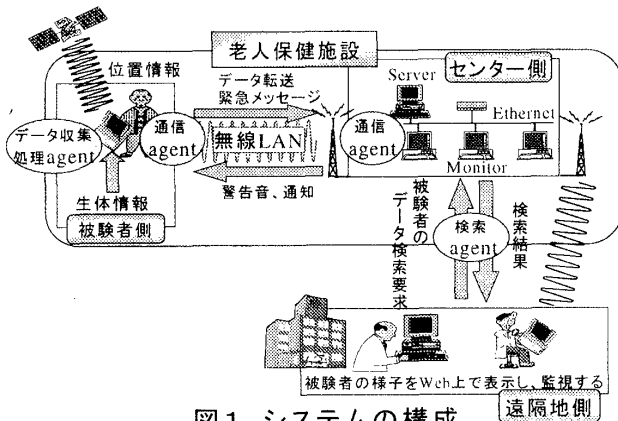 老人保健施設
位置情報
データ転送
緊急メッセージ
Server
センター側
データ収集
処理agent
通信
agent
無線LAN
通信
agent
Ethernet
Monitor
生体情報
警告音、通知
被験者側
被験者の
データ検索要求
検索
agent
検索結果
被験者の様子をWeb上で表示し、監視する
遠隔地側
図1 システムの構成